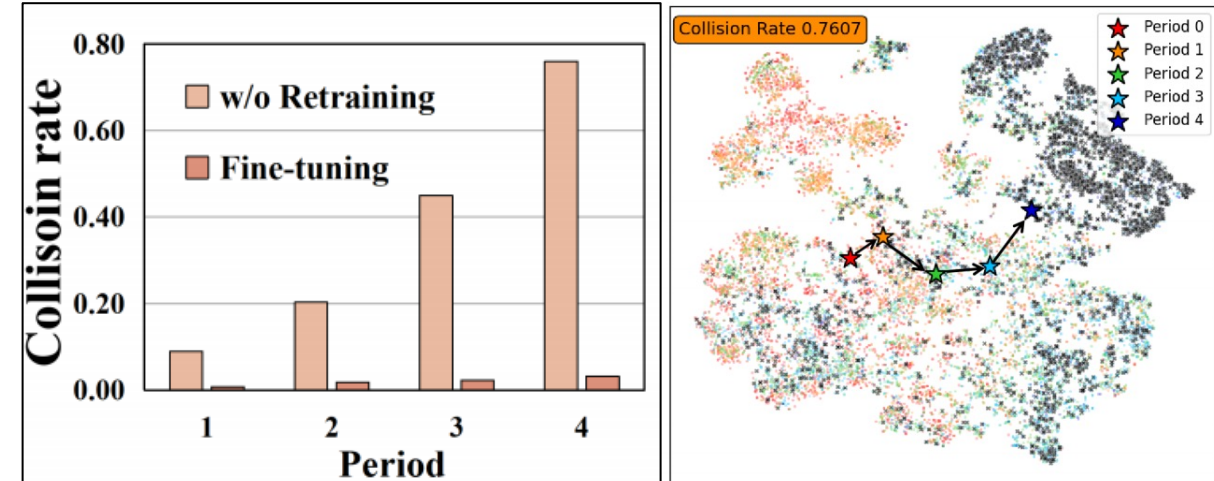 Collisoin rate
0.80
0.60
0.40
0.20
0.00
w/o Retraining
Fine-tuning
1 2 3 4
Period
Collision Rate 0.7607
Period 0
Period 1
Period 2
Period 3
Period 4